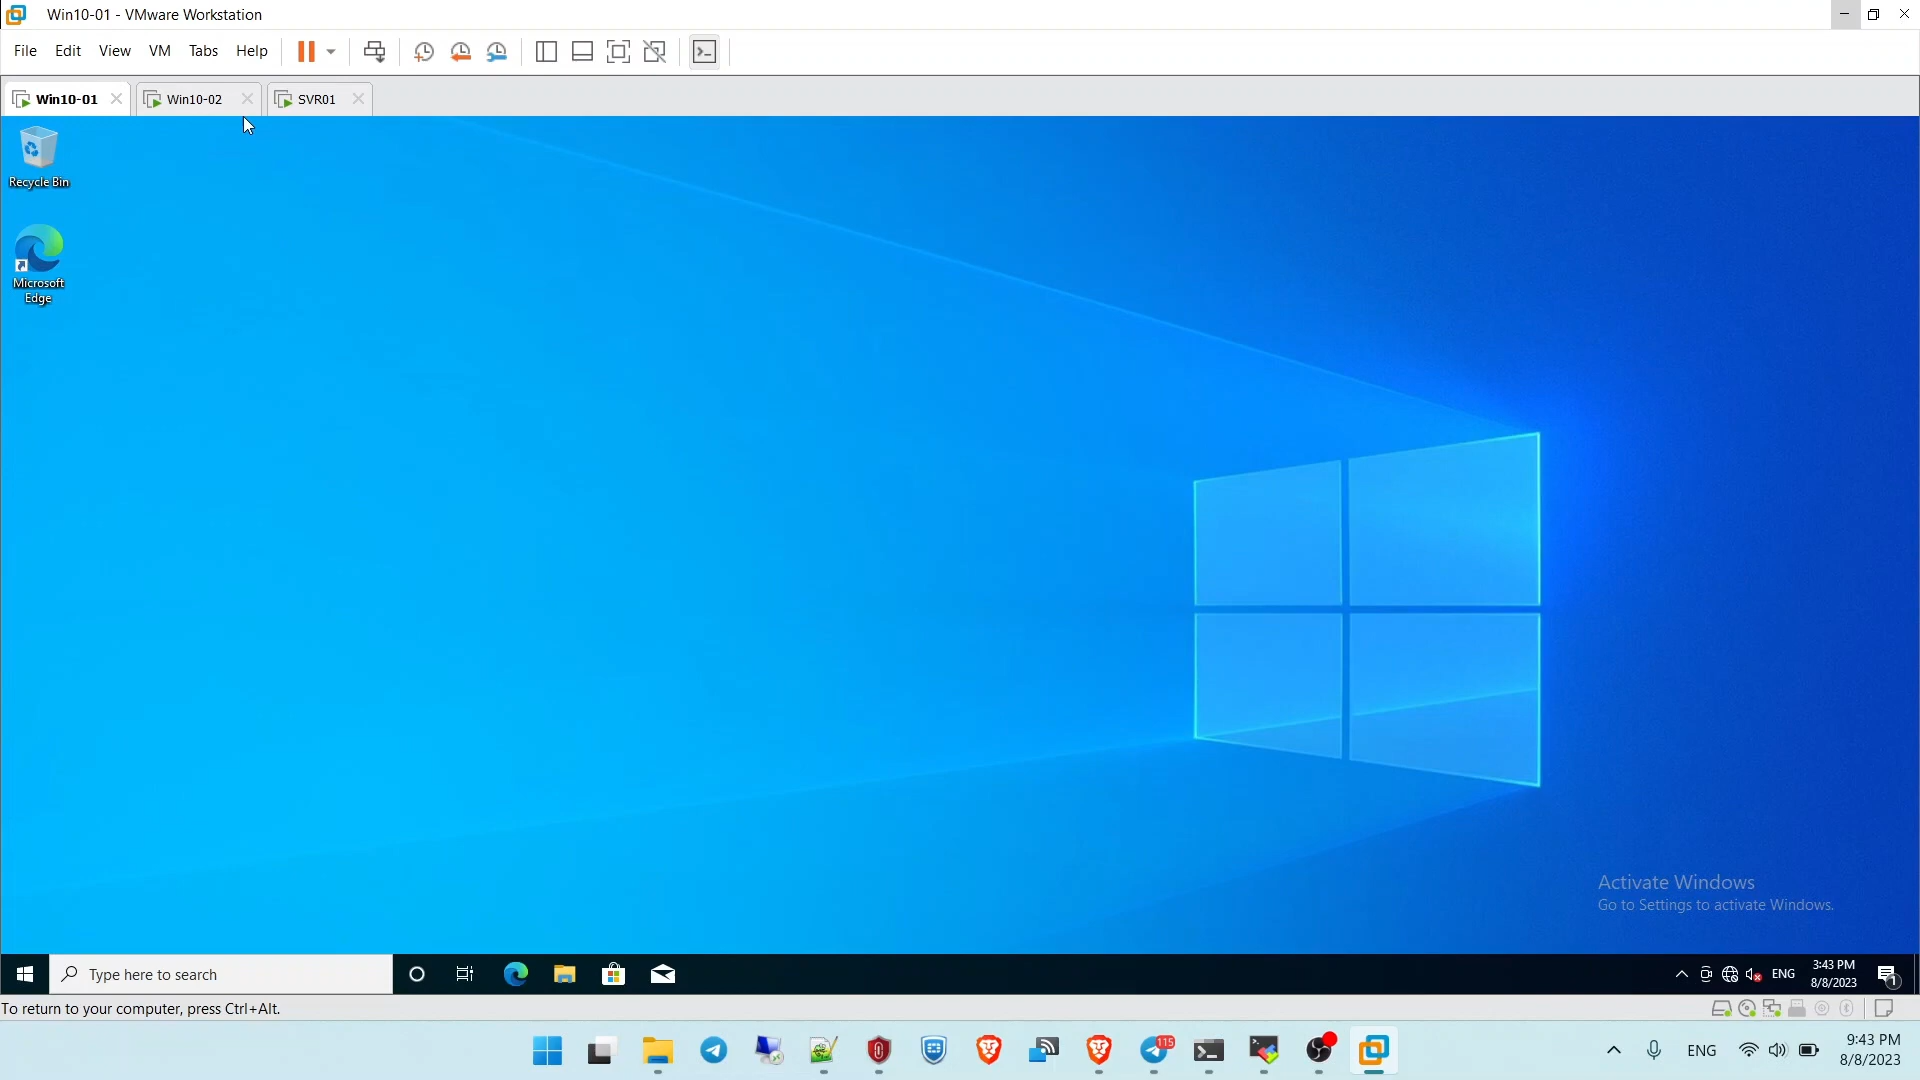 Win10-01 - VMware Workstation
File Edit View VM Tabs Help
Win10-01 Win10-02 SVR01
Recycle Bin
Microsoft
Edge
Activate Windows
Go to Settings to activate Windows.
Type here to search
ENG
3:43 PM
8/8/2023
1
To return to your computer, press Ctrl+Alt.
115
ENG
9:43 PM
8/8/2023